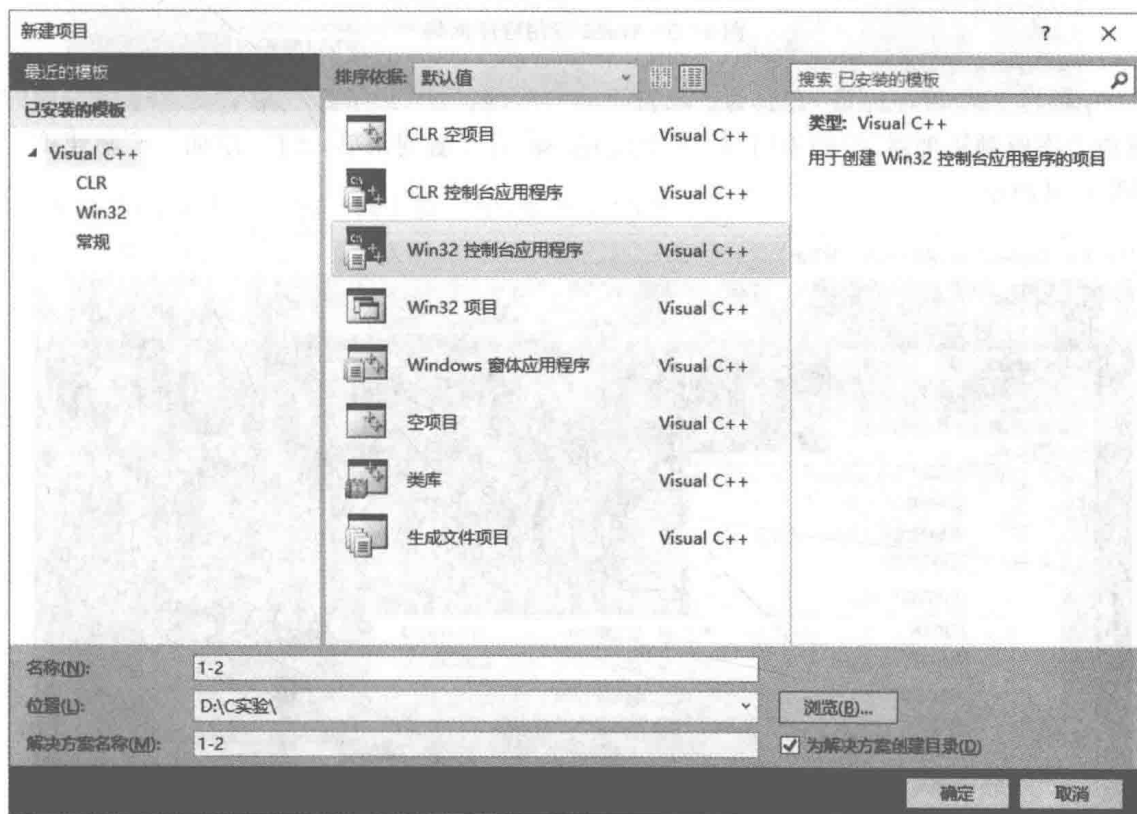 新建项目
? ×
最近的模板
已安装的模板
Visual C++
CLR
Win32
常规
排序依据: 默认值
CLR 空项目 Visual C++
CLR 控制台应用程序 Visual C++
Win32 控制台应用程序 Visual C++
Win32 项目 Visual C++
Windows 窗体应用程序 Visual C++
空项目 Visual C++
类库 Visual C++
生成文件项目 Visual C++
搜索 已安装的模板
类型: Visual C++
用于创建 Win32 控制台应用程序的项目
名称(N): 1-2
位置(L): D:\C实验\
浏览(B)...
解决方案名称(M): 1-2
为解决方案创建目录(D)
确定 取消